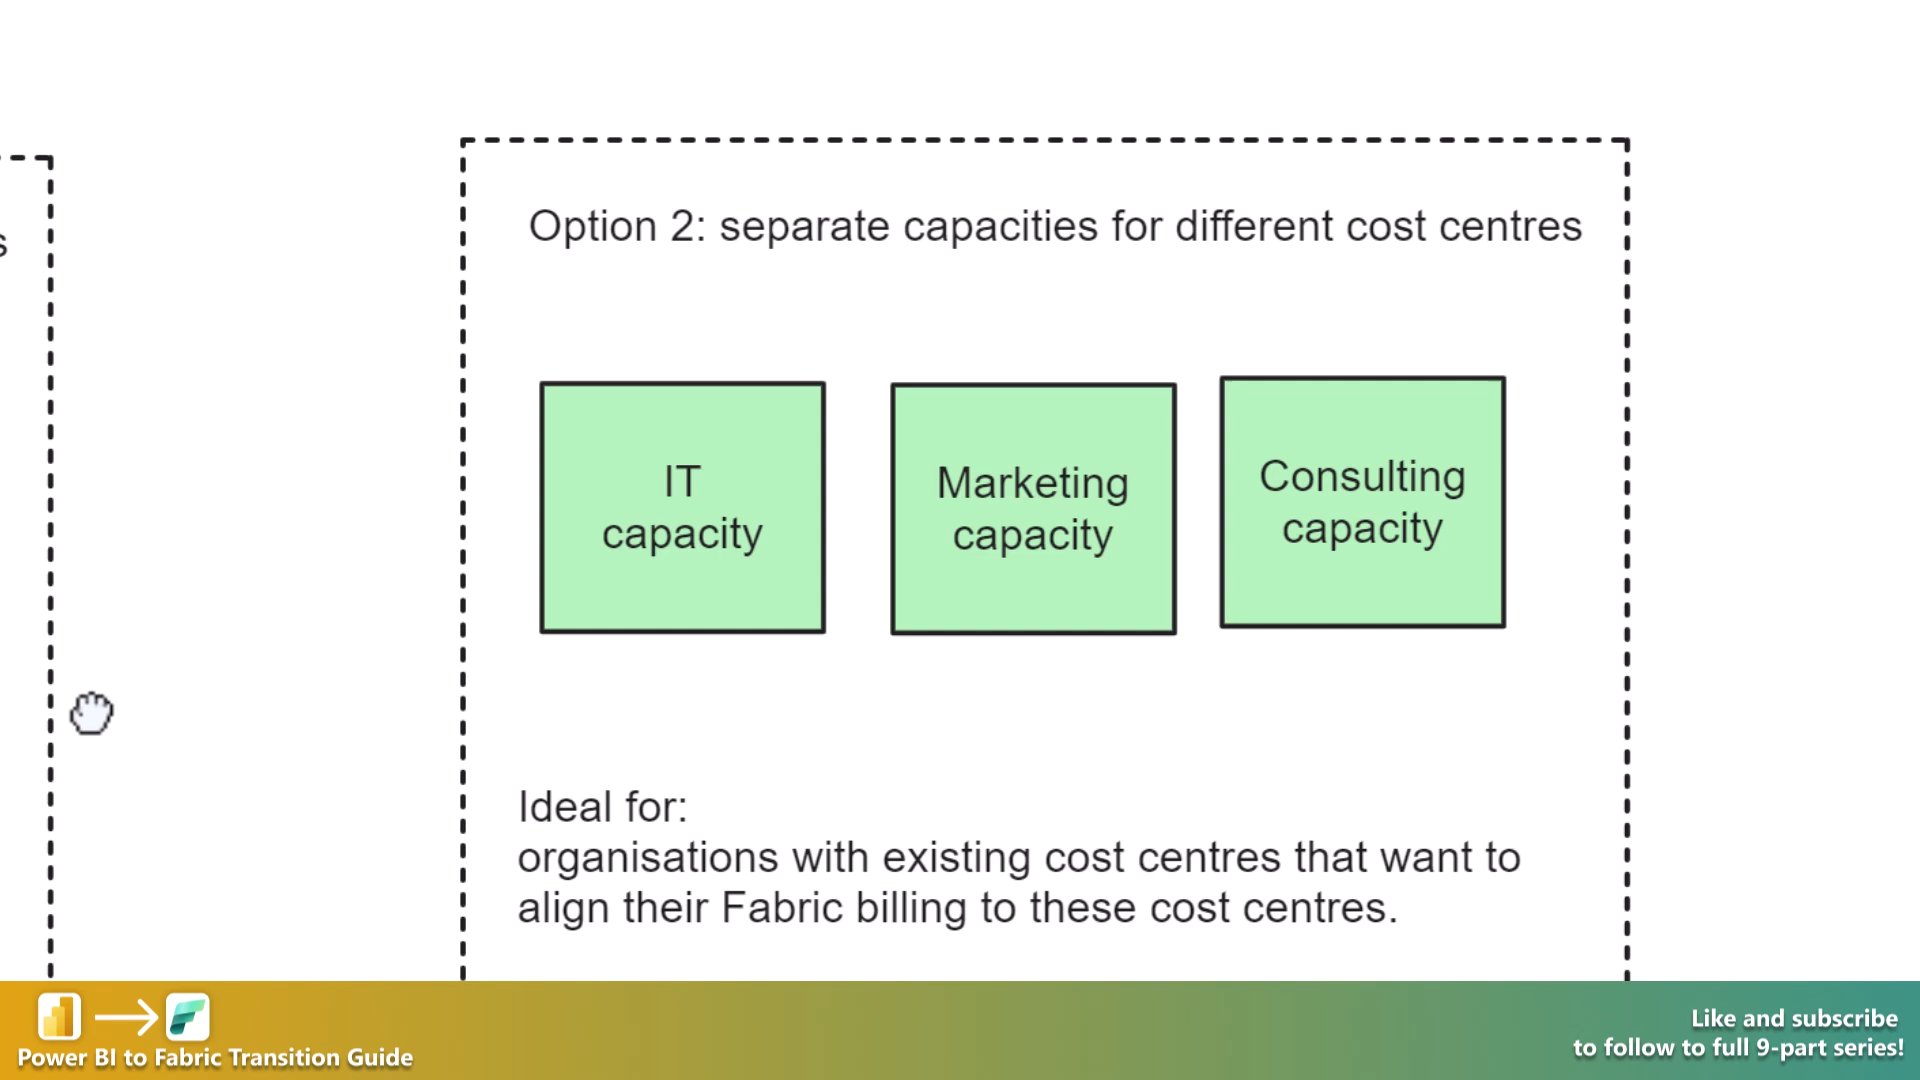 s
Option 2: separate capacities for different cost centres
IT
capacity
Marketing
capacity
Consulting
capacity
Ideal for:
organisations with existing cost centres that want to
align their Fabric billing to these cost centres.
Power BI to Fabric Transition Guide
Like and subscribe
to follow to full 9-part series!